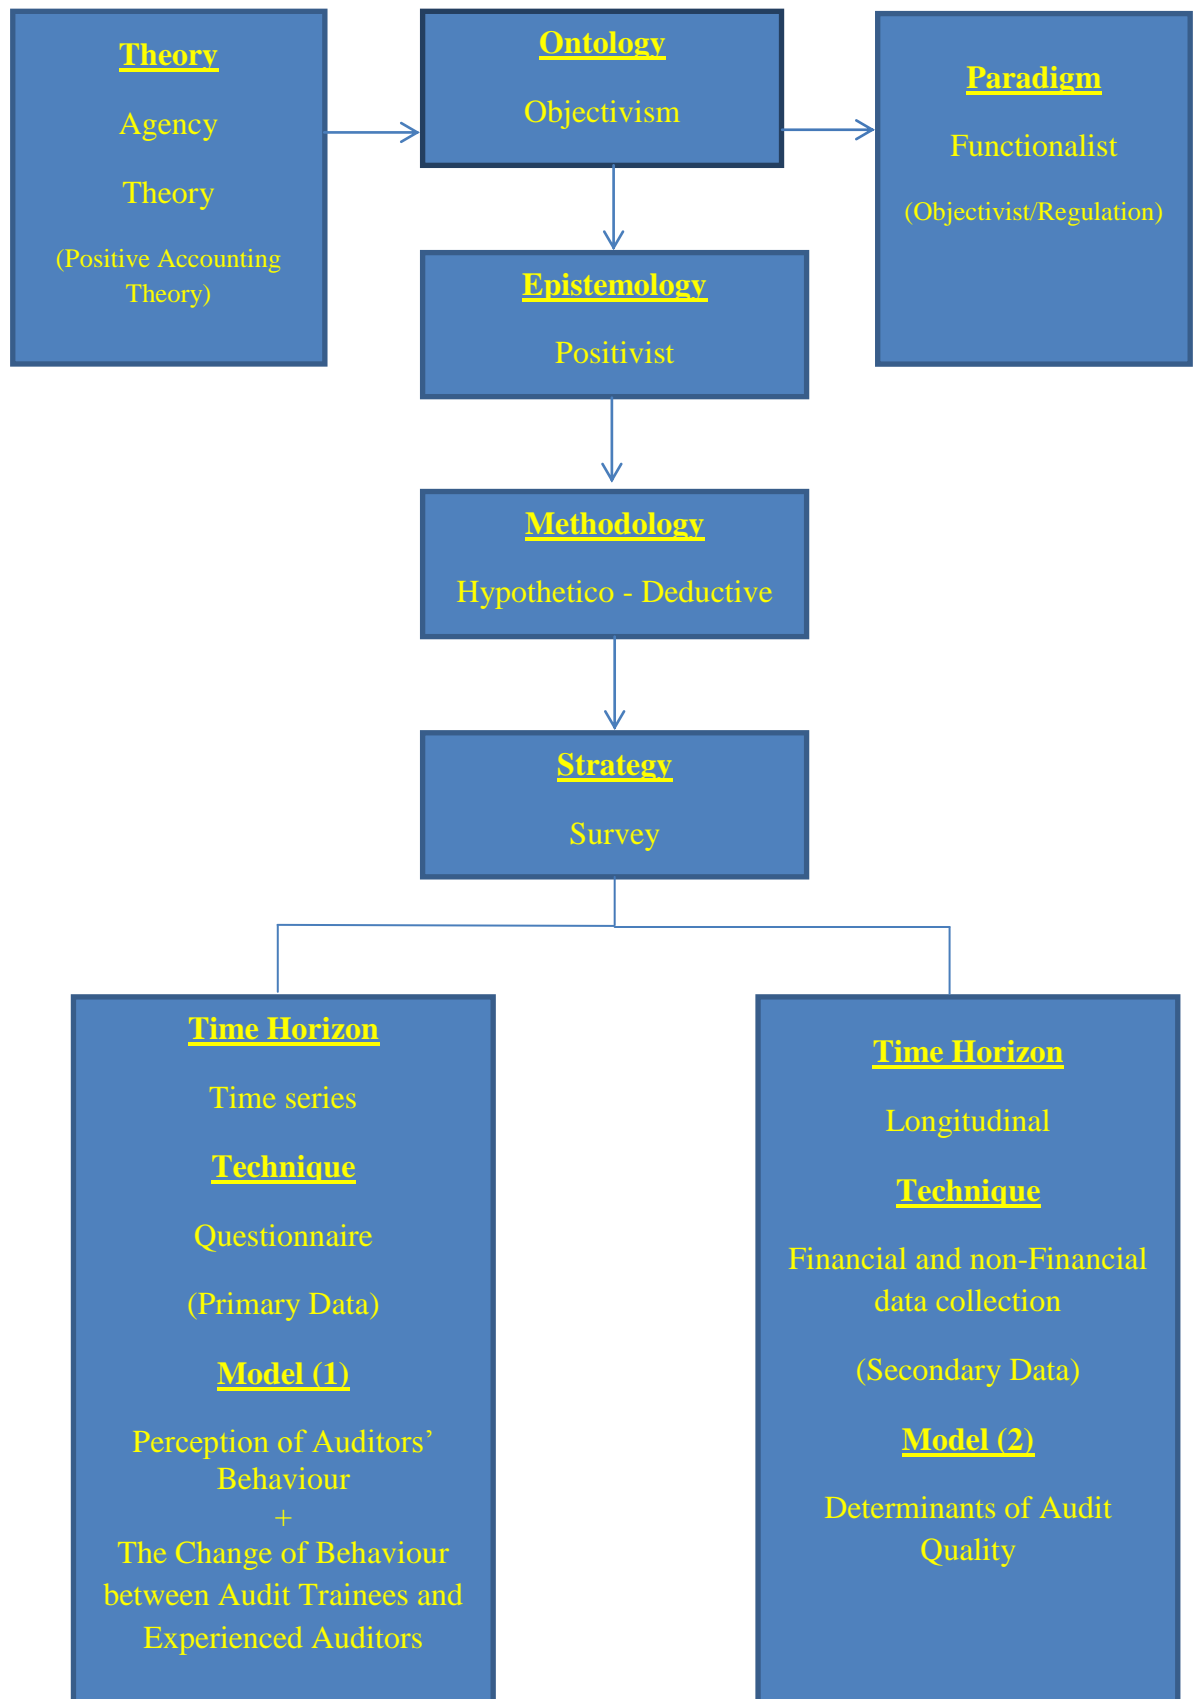 Theory
Agency
Theory
(Positive Accounting
Theory)
Ontology
Objectivism
Paradigm
Functionalist
(Objectivist/Regulation)
Epistemology
Positivist
Methodology
Hypothetico - Deductive
Strategy
Survey
Time Horizon
Time series
Technique
Questionnaire
(Primary Data)
Model (1)
Perception of Auditors’
Behaviour
+
The Change of Behaviour
between Audit Trainees and
Experienced Auditors
Time Horizon
Longitudinal
Technique
Financial and non-Financial
data collection
(Secondary Data)
Model (2)
Determinants of Audit
Quality